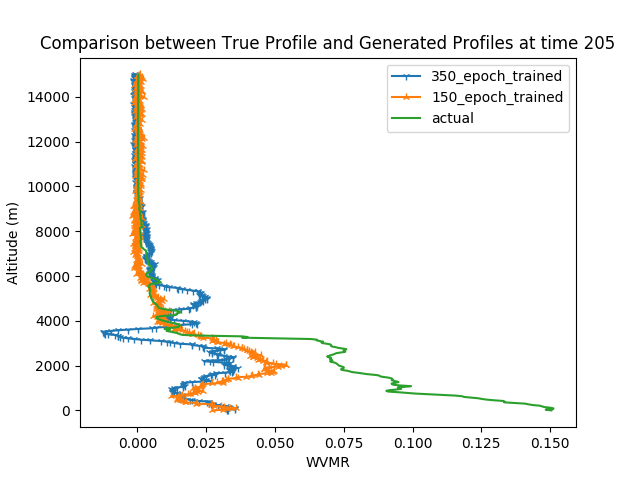 Comparison between True Profile and Generated Profiles at time 205
350_epoch_trained
150_epoch_trained
actual
14000
12000
10000
8000
6000
4000
2000
0
Altitude (m)
0.000 0.025 0.050 0.075 0.100 0.125 0.150
WVMR